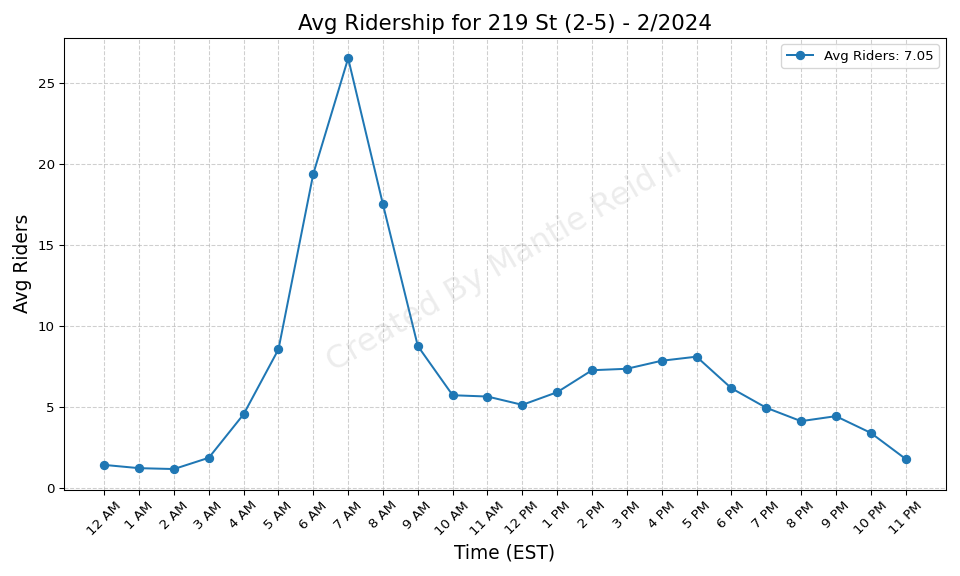 Avg Ridership for 219 St (2-5) - 2/2024
Avg Riders: 7.05
Avg Riders
25
20
15
10
5
0
Created By Mantie Reid II
12 AM
1 AM
2 AM
3 AM
4 AM
5 AM
6 AM
7 AM
8 AM
9 AM
10 AM
11 AM
12 PM
1 PM
2 PM
3 PM
4 PM
5 PM
6 PM
7 PM
8 PM
9 PM
10 PM
11 PM
Time (EST)